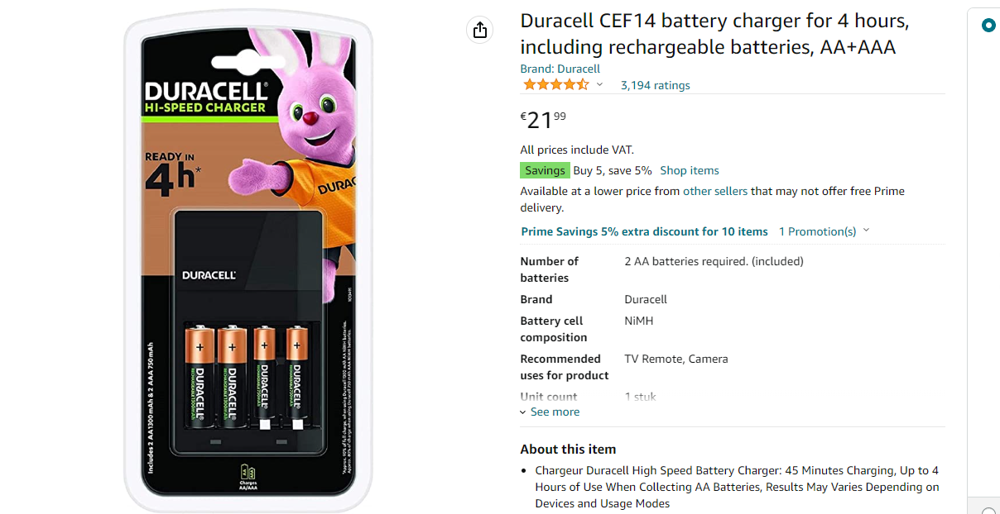 DURACELL®
HI-SPEED CHARGER
READY IN
4h*
DURAC
DURACELL®
+ + + +
DURACELL®
DURACELL®
DURACELL®
DURACELL®
Includes 2 AA 1300 mAh & 2 AAA 750 mAh
Charges
AA/AAA
Duracell CEF14 battery charger for 4 hours,
including rechargeable batteries, AA+AAA
Brand: Duracell
3,194 ratings
€21 99
All prices include VAT.
Savings Buy 5, save 5% Shop items
Available at a lower price from other sellers that may not offer free Prime
delivery.
Prime Savings 5% extra discount for 10 items 1 Promotion(s)
Number of 2 AA batteries required. (included)
batteries
Brand Duracell
Battery cell NiMH
composition
Recommended TV Remote, Camera
uses for product
Unit count 1 stuk
See more
About this item
• Chargeur Duracell High Speed Battery Charger: 45 Minutes Charging, Up to 4
Hours of Use When Collecting AA Batteries, Results May Varies Depending on
Devices and Usage Modes